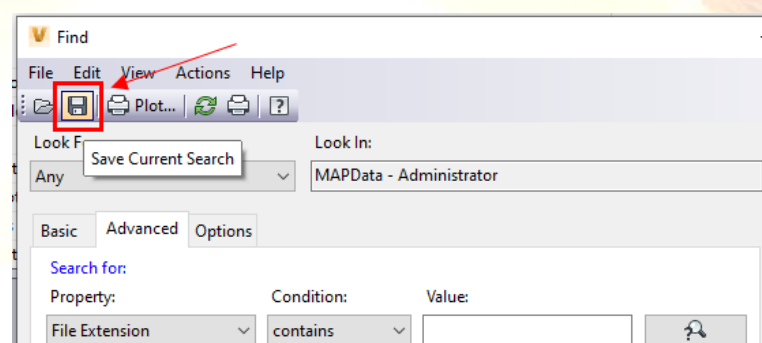 Find
File Edit View Actions Help
Plot...
Look F
Look In:
Save Current Search
Any
MAPData - Administrator
Basic Advanced Options
Search for:
Property: Condition: Value:
File Extension contains